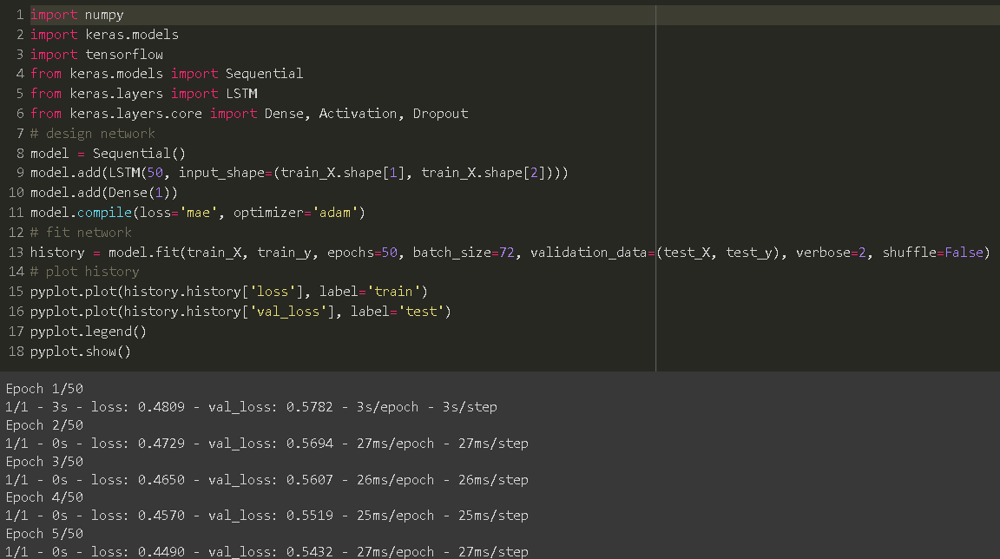 1 import numpy
2 import keras.models
3 import tensorflow
4 from keras.models import Sequential
5 from keras.layers import LSTM
6 from keras.layers.core import Dense, Activation, Dropout
7 # design network
8 model = Sequential()
9 model.add(LSTM(50, input_shape=(train_X.shape[1], train_X.shape[2])))
10 model.add(Dense(1))
11 model.compile(loss='mae', optimizer='adam')
12 # fit network
13 history = model.fit(train_X, train_y, epochs=50, batch_size=72, validation_data=(test_X, test_y), verbose=2, shuffle=False)
14 # plot history
15 pyplot.plot(history.history['loss'], label='train')
16 pyplot.plot(history.history['val_loss'], label='test')
17 pyplot.legend()
18 pyplot.show()
Epoch 1/50
1/1 - 3s - loss: 0.4809 - val_loss: 0.5782 - 3s/epoch - 3s/step
Epoch 2/50
1/1 - 0s - loss: 0.4729 - val_loss: 0.5694 - 27ms/epoch - 27ms/step
Epoch 3/50
1/1 - 0s - loss: 0.4650 - val_loss: 0.5607 - 26ms/epoch - 26ms/step
Epoch 4/50
1/1 - 0s - loss: 0.4570 - val_loss: 0.5519 - 25ms/epoch - 25ms/step
Epoch 5/50
1/1 - 0s - loss: 0.4490 - val_loss: 0.5432 - 27ms/epoch - 27ms/step